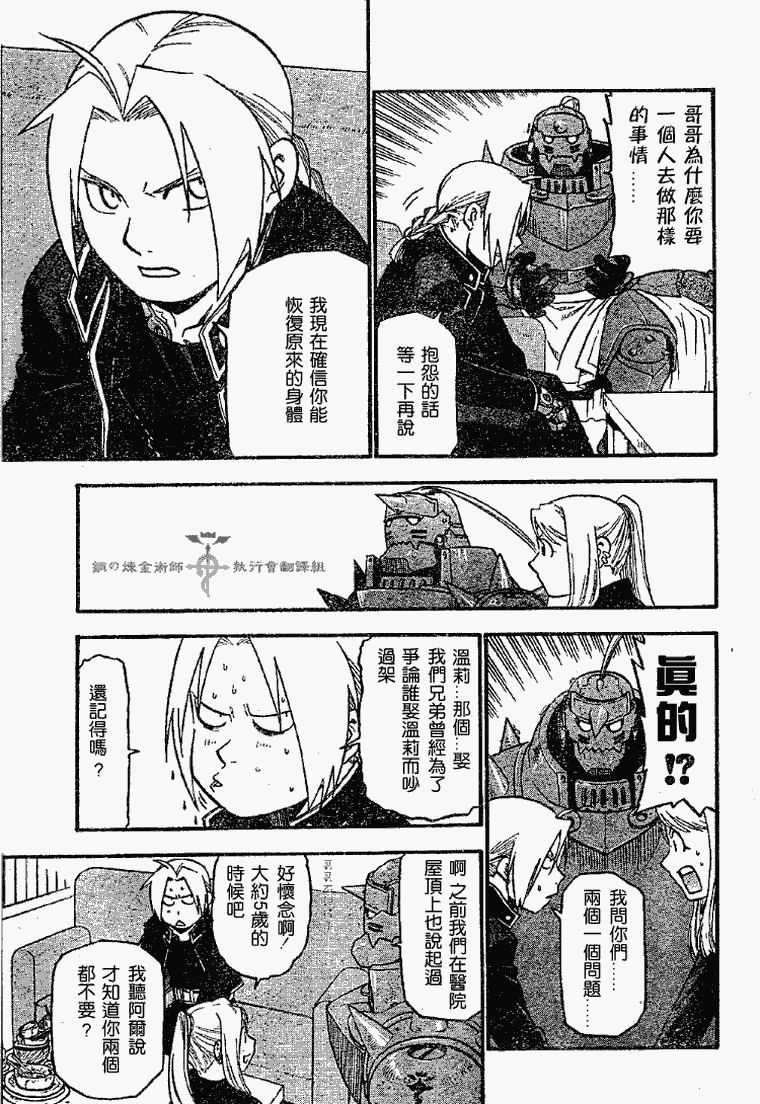 哥哥為什麼你要
一個人去做那樣
的事情……
抱怨的話
等一下再說
我現在確信你能
恢復原來的身體
鋼の煉金術師 執行會翻譯組
真的!?
我問你們……
兩個一個問題……
溫莉…那個…娶
我們兄弟曾經為了
爭論誰娶溫莉而吵
過架
還記得嗎？
啊 之前我們在醫院
屋頂上也說起過
好懷念啊!
大約5歲的
時候吧
我聽阿爾說
才知道你兩個
都不要？